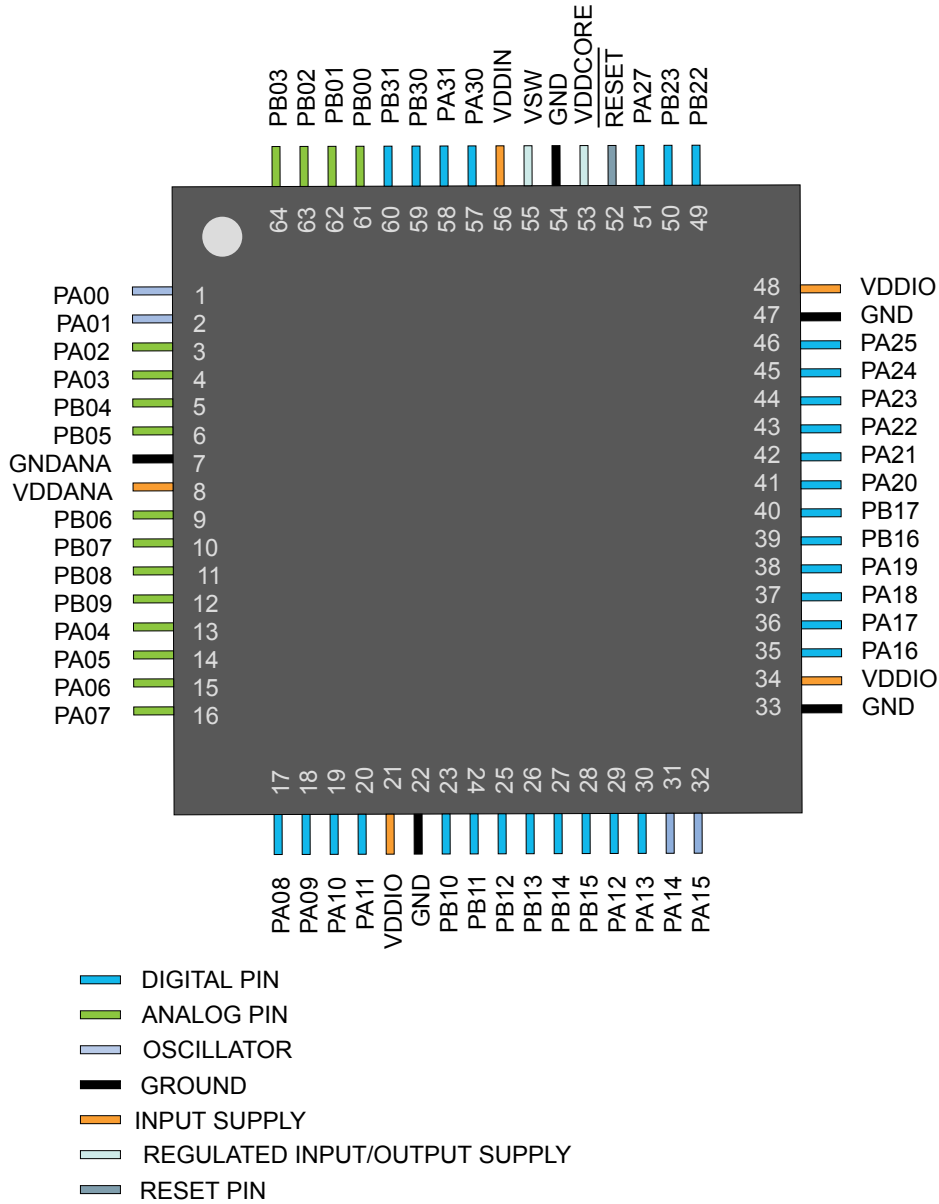 PB03
PB02
PB01
PB00
PB31
PB30
PA31
PA30
VDDIN
VSW
GND
VDDCORE
RESET
PA27
PB23
PB22
64
63
62
61
60
59
58
57
56
55
54
53
52
51
50
49
PA00 1
PA01 2
PA02 3
PA03 4
PB04 5
PB05 6
GNDANA 7
VDDANA 8
PB06 9
PB07 10
PB08 11
PB09 12
PA04 13
PA05 14
PA06 15
PA07 16
48 VDDIO
47 GND
46 PA25
45 PA24
44 PA23
43 PA22
42 PA21
41 PA20
40 PB17
39 PB16
38 PA19
37 PA18
36 PA17
35 PA16
34 VDDIO
33 GND
17
18
19
20
21
22
23
24
25
26
27
28
29
30
31
32
PA08
PA09
PA10
PA11
VDDIO
GND
PB10
PB11
PB12
PB13
PB14
PB15
PA12
PA13
PA14
PA15
DIGITAL PIN
ANALOG PIN
OSCILLATOR
GROUND
INPUT SUPPLY
REGULATED INPUT/OUTPUT SUPPLY
RESET PIN